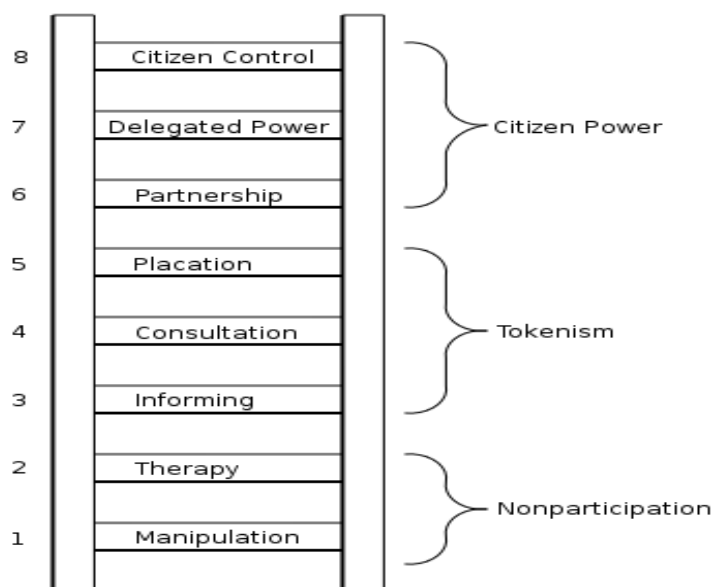 8 Citizen Control
7 Delegated Power Citizen Power
6 Partnership
5 Placation
4 Consultation Tokenism
3 Informing
2 Therapy
Nonparticipation
1 Manipulation